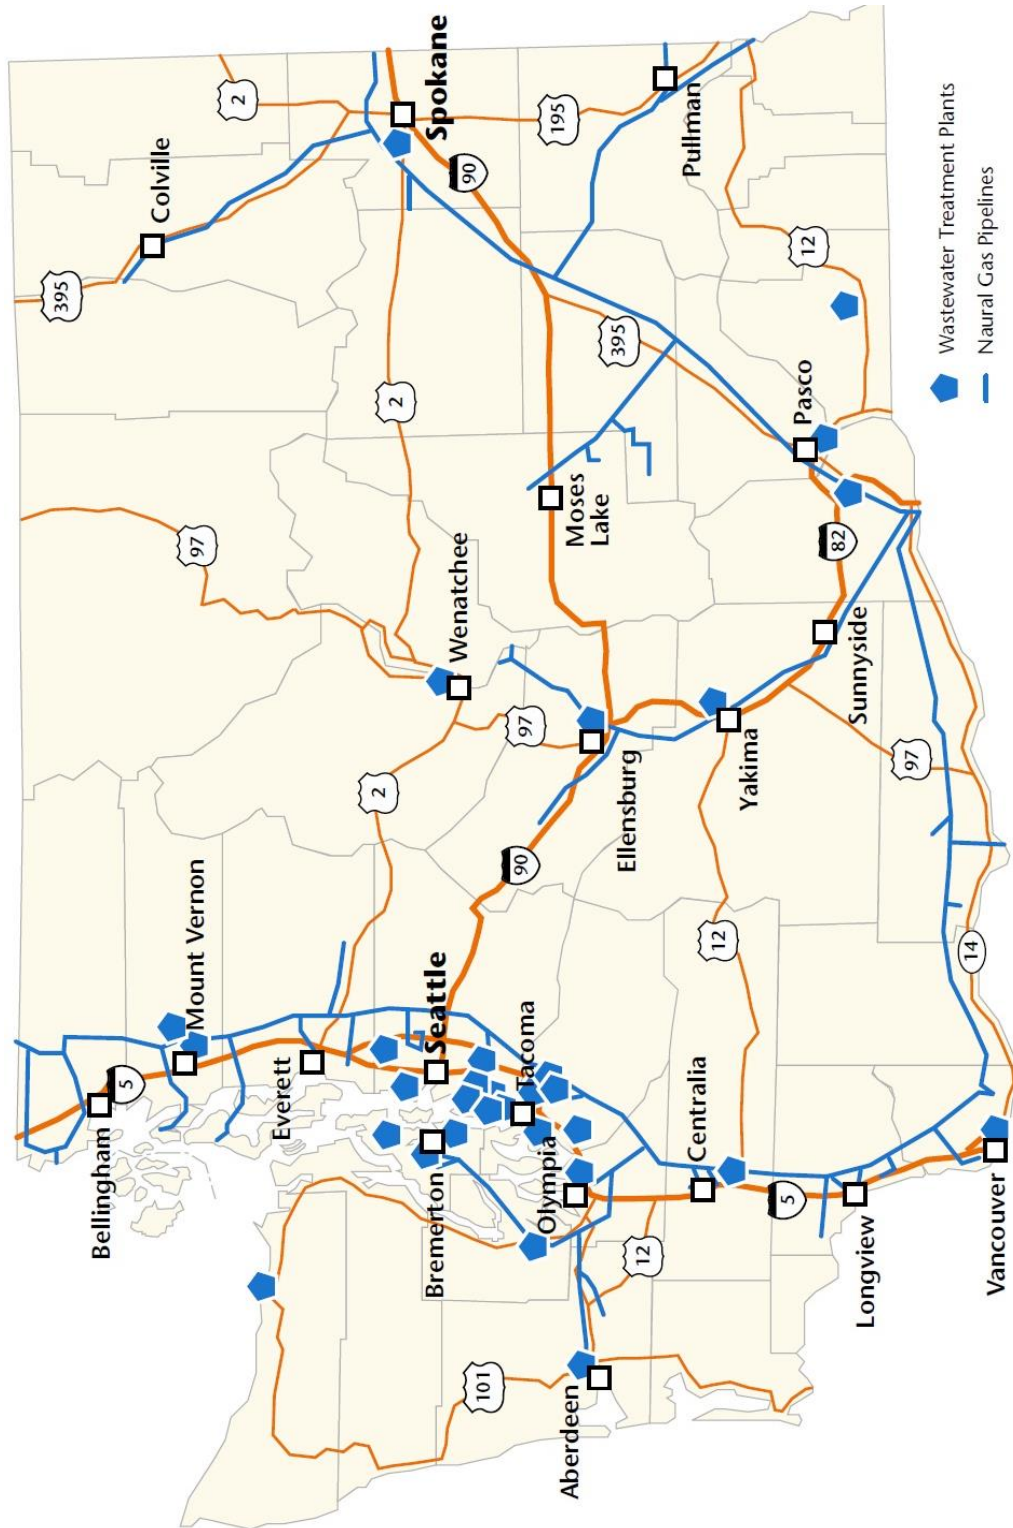 395
Bellingham
5
Colville
Mount Vernon
97
2
Everett
2
2
Bremerton
Seattle
Spokane
Wenatchee
90
101
90
97
Tacoma
Olympia
195
Aberdeen
Moses
Lake
395
Ellensburg
12
Pullman
Centralia
12
Yakima
5
Pasco
12
82
Sunnyside
Longview
97
14
Vancouver
Wastewater Treatment Plants
Naural Gas Pipelines